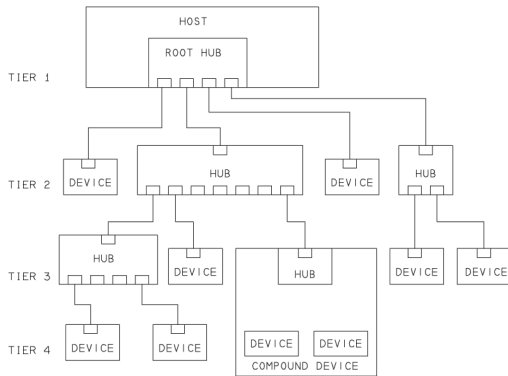 HOST
ROOT HUB
TIER 1
TIER 2
DEVICE
HUB
DEVICE
HUB
TIER 3
HUB
DEVICE
HUB
DEVICE
DEVICE
TIER 4
DEVICE
DEVICE
DEVICE
DEVICE
COMPOUND DEVICE